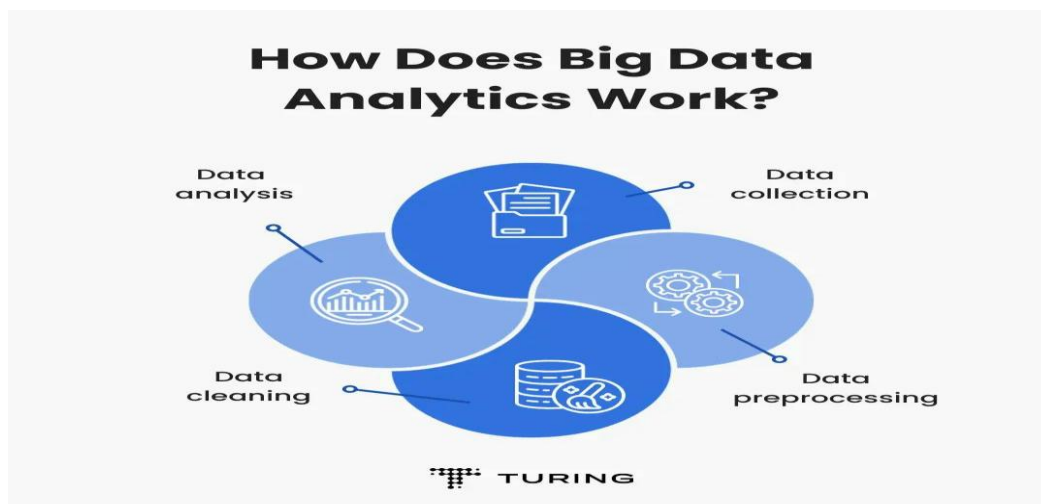 How Does Big Data
Analytics Work?
Data
analysis
Data
collection
Data
cleaning
Data
preprocessing
TURING